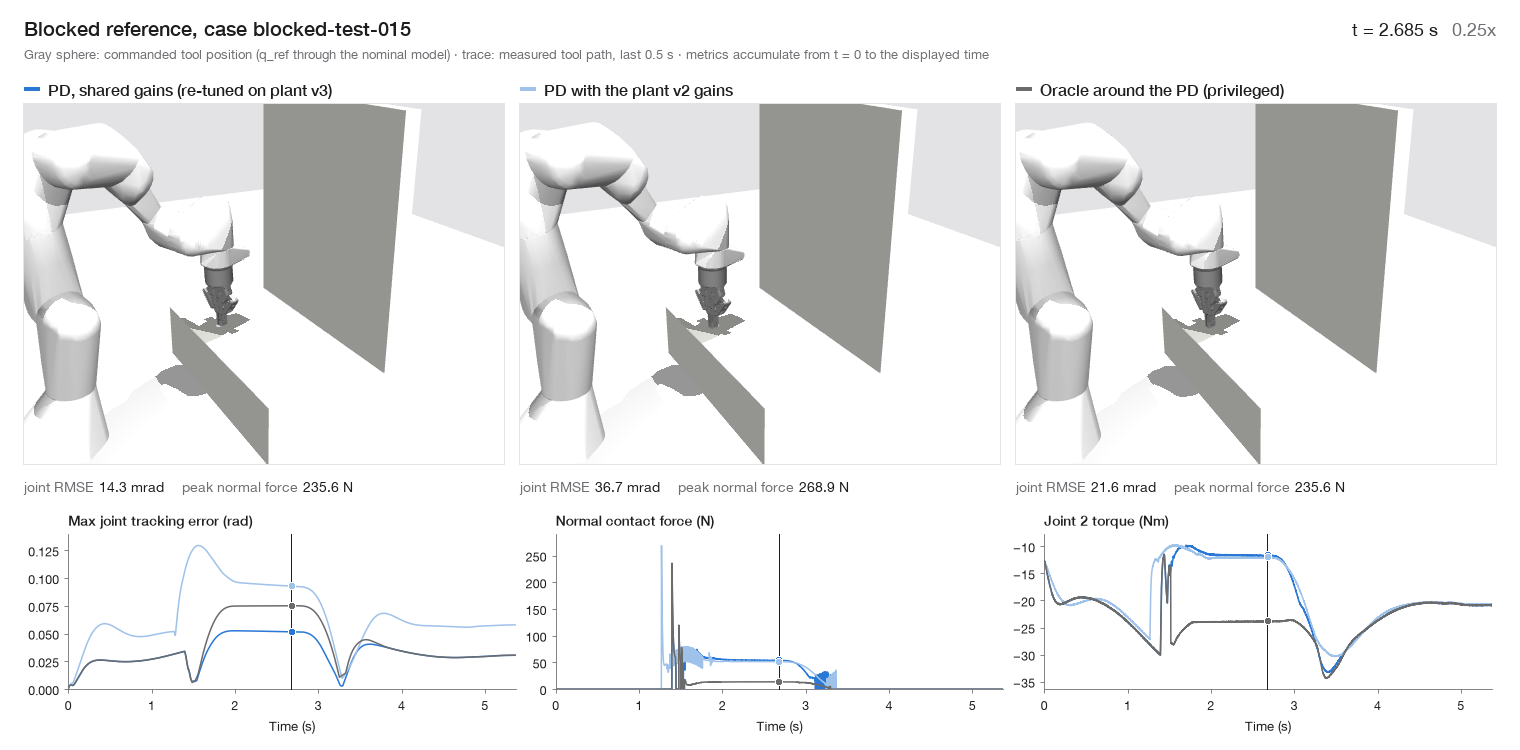 Blocked reference, case blocked-test-015
t = 2.685 s 0.25x
Gray sphere: commanded tool position (q_ref through the nominal model) · trace: measured tool path, last 0.5 s · metrics accumulate from t = 0 to the displayed time
PD, shared gains (re-tuned on plant v3)
PD with the plant v2 gains
Oracle around the PD (privileged)
joint RMSE 14.3 mrad peak normal force 235.6 N
joint RMSE 36.7 mrad peak normal force 268.9 N
joint RMSE 21.6 mrad peak normal force 235.6 N
Max joint tracking error (rad)
0.125
0.100
0.075
0.050
0.025
0.000
0 1 2 3 4 5
Time (s)
Normal contact force (N)
250
200
150
100
50
0
0 1 2 3 4 5
Time (s)
Joint 2 torque (Nm)
−10
−15
−20
−25
−30
−35
0 1 2 3 4 5
Time (s)